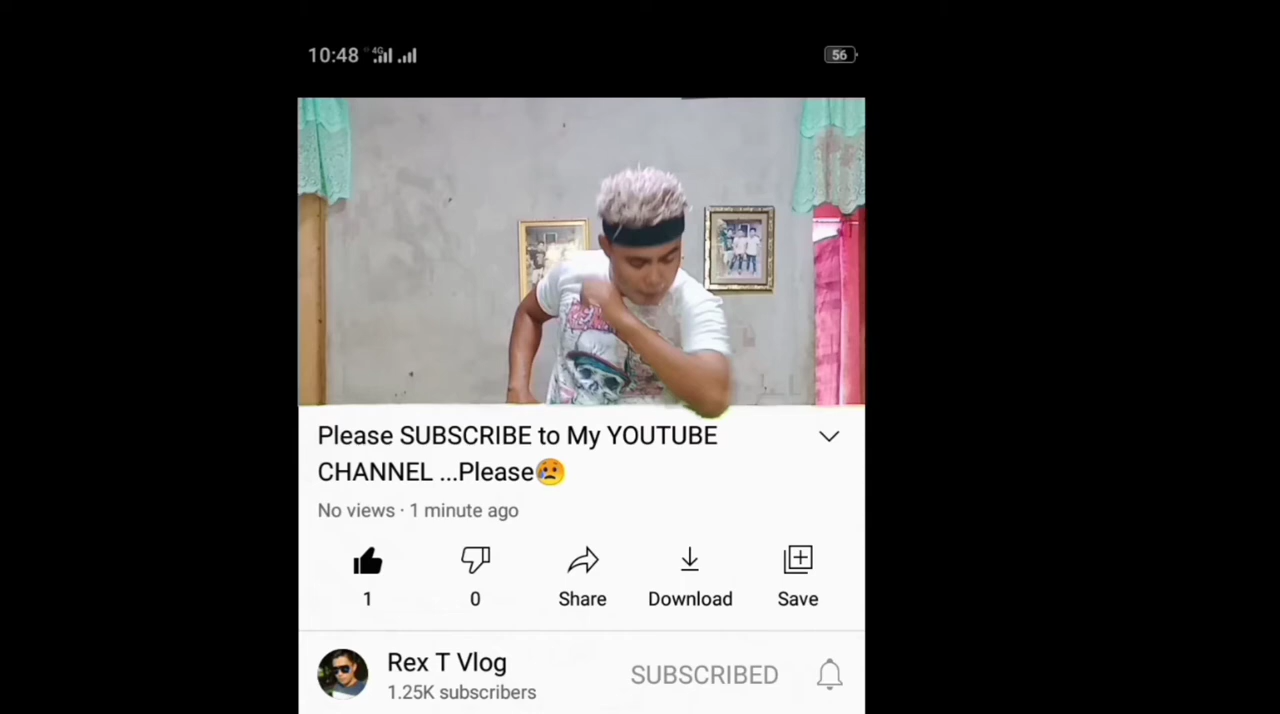 10:48 4G 56
Please SUBSCRIBE to My YOUTUBE
CHANNEL ...Please😥
No views · 1 minute ago
1 0 Share Download Save
Rex T Vlog
SUBSCRIBED
1.25K subscribers